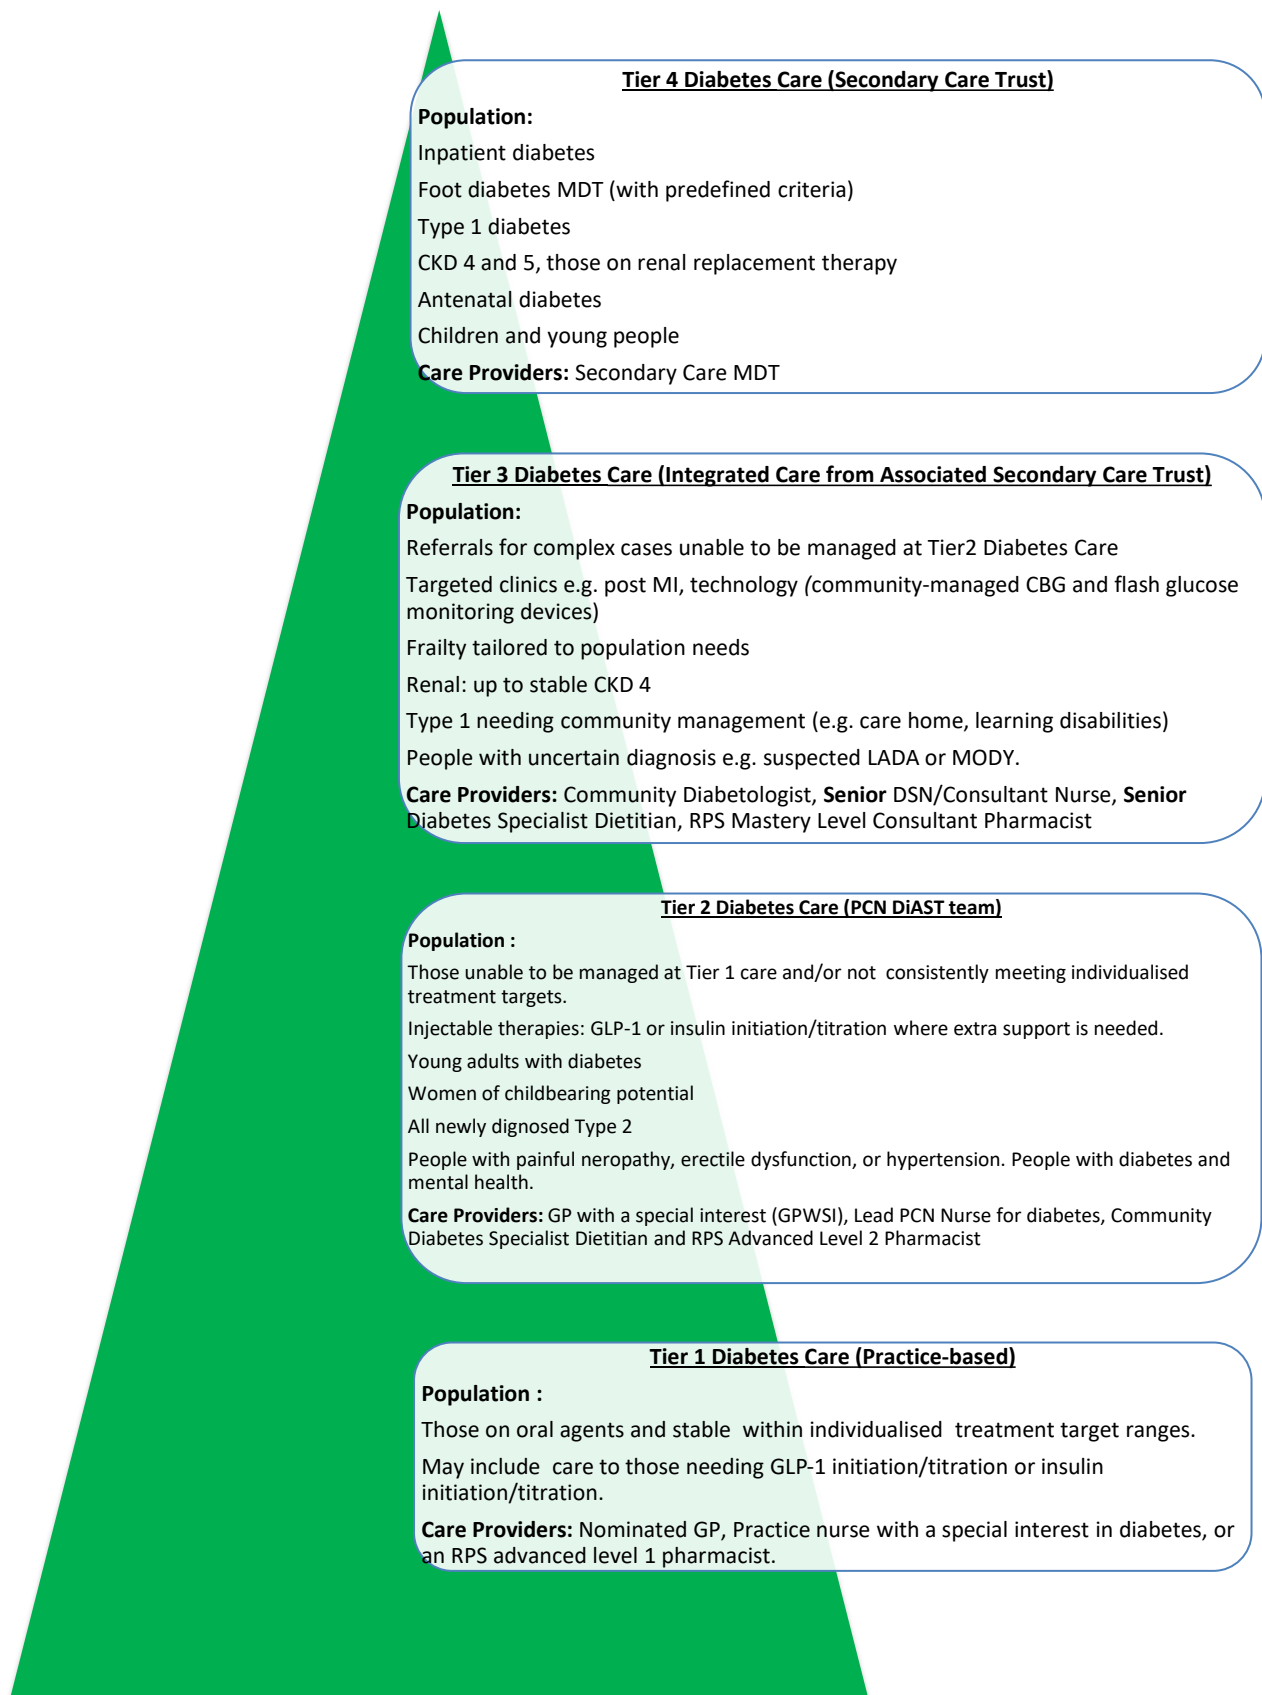 Tier 4 Diabetes Care (Secondary Care Trust)
Population:
Inpatient diabetes
Foot diabetes MDT (with predefined criteria)
Type 1 diabetes
CKD 4 and 5, those on renal replacement therapy
Antenatal diabetes
Children and young people
Care Providers: Secondary Care MDT
Tier 3 Diabetes Care (Integrated Care from Associated Secondary Care Trust)
Population:
Referrals for complex cases unable to be managed at Tier2 Diabetes Care
Targeted clinics e.g. post MI, technology (community-managed CBG and flash glucose
monitoring devices)
Frailty tailored to population needs
Renal: up to stable CKD 4
Type 1 needing community management (e.g. care home, learning disabilities)
People with uncertain diagnosis e.g. suspected LADA or MODY.
Care Providers: Community Diabetologist, Senior DSN/Consultant Nurse, Senior
Diabetes Specialist Dietitian, RPS Mastery Level Consultant Pharmacist
Tier 2 Diabetes Care (PCN DiAST team)
Population :
Those unable to be managed at Tier 1 care and/or not consistently meeting individualised
treatment targets.
Injectable therapies: GLP-1 or insulin initiation/titration where extra support is needed.
Young adults with diabetes
Women of childbearing potential
All newly dignosed Type 2
People with painful neropathy, erectile dysfunction, or hypertension. People with diabetes and
mental health.
Care Providers: GP with a special interest (GPWSI), Lead PCN Nurse for diabetes, Community
Diabetes Specialist Dietitian and RPS Advanced Level 2 Pharmacist
Tier 1 Diabetes Care (Practice-based)
Population :
Those on oral agents and stable within individualised treatment target ranges.
May include care to those needing GLP-1 initiation/titration or insulin
initiation/titration.
Care Providers: Nominated GP, Practice nurse with a special interest in diabetes, or
an RPS advanced level 1 pharmacist.